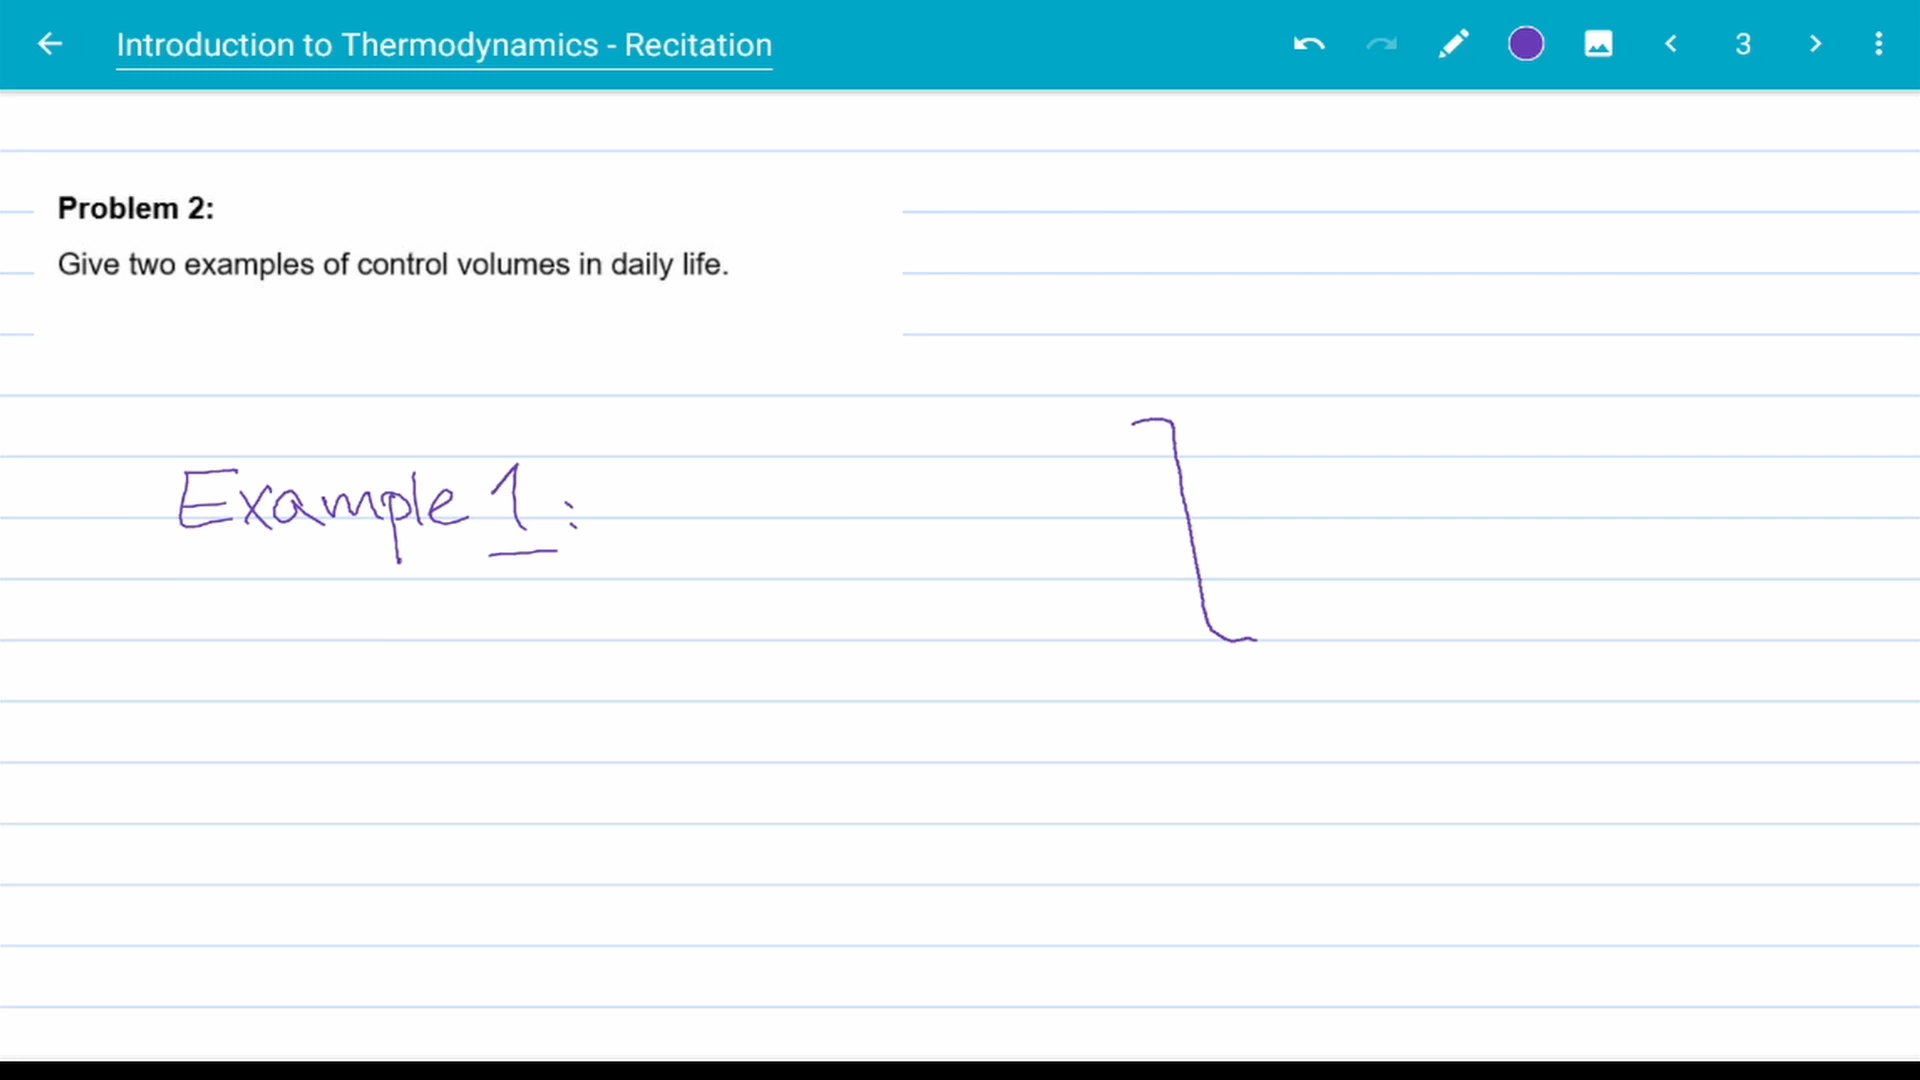 Introduction to Thermodynamics - Recitation
3
Problem 2:
Give two examples of control volumes in daily life.
Example 1: